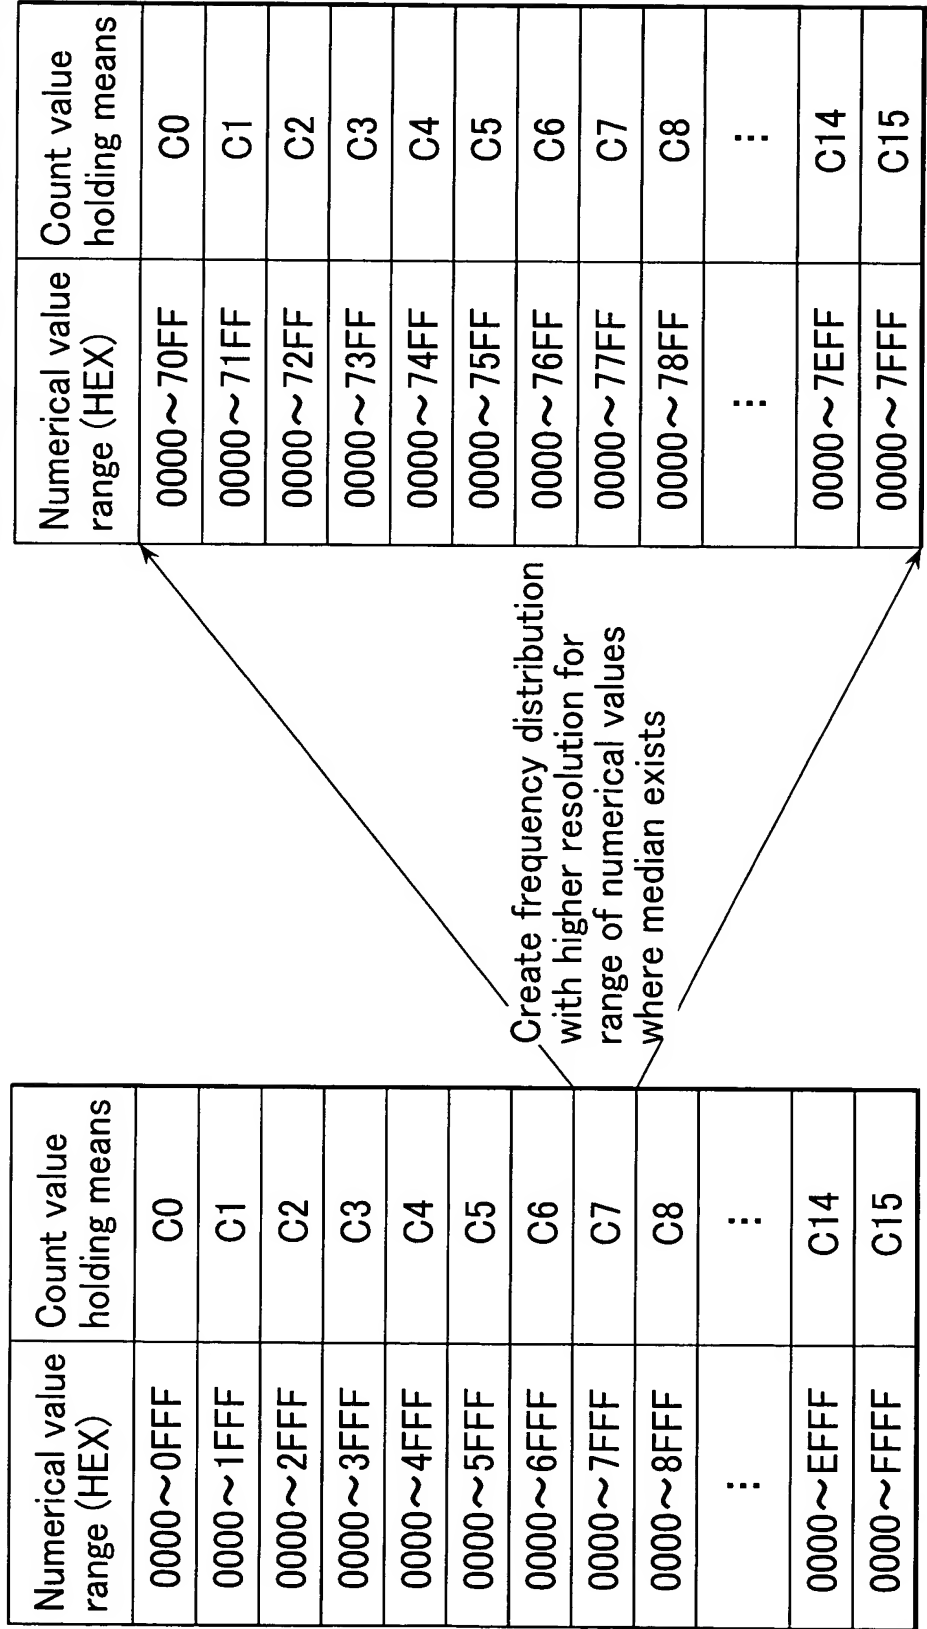 Numerical value Count value
range (HEX) holding means
0000～0FFF C0
0000～1FFF C1
0000～2FFF C2
0000～3FFF C3
0000～4FFF C4
0000～5FFF C5
0000～6FFF C6
0000～7FFF C7
0000～8FFF C8
⋮ ⋮
0000～EFFF C14
0000～FFFF C15
Create frequency distribution
with higher resolution for
range of numerical values
where median exists
Numerical value Count value
range (HEX) holding means
0000～70FF C0
0000～71FF C1
0000～72FF C2
0000～73FF C3
0000～74FF C4
0000～75FF C5
0000～76FF C6
0000～77FF C7
0000～78FF C8
⋮ ⋮
0000～7EFF C14
0000～7FFF C15